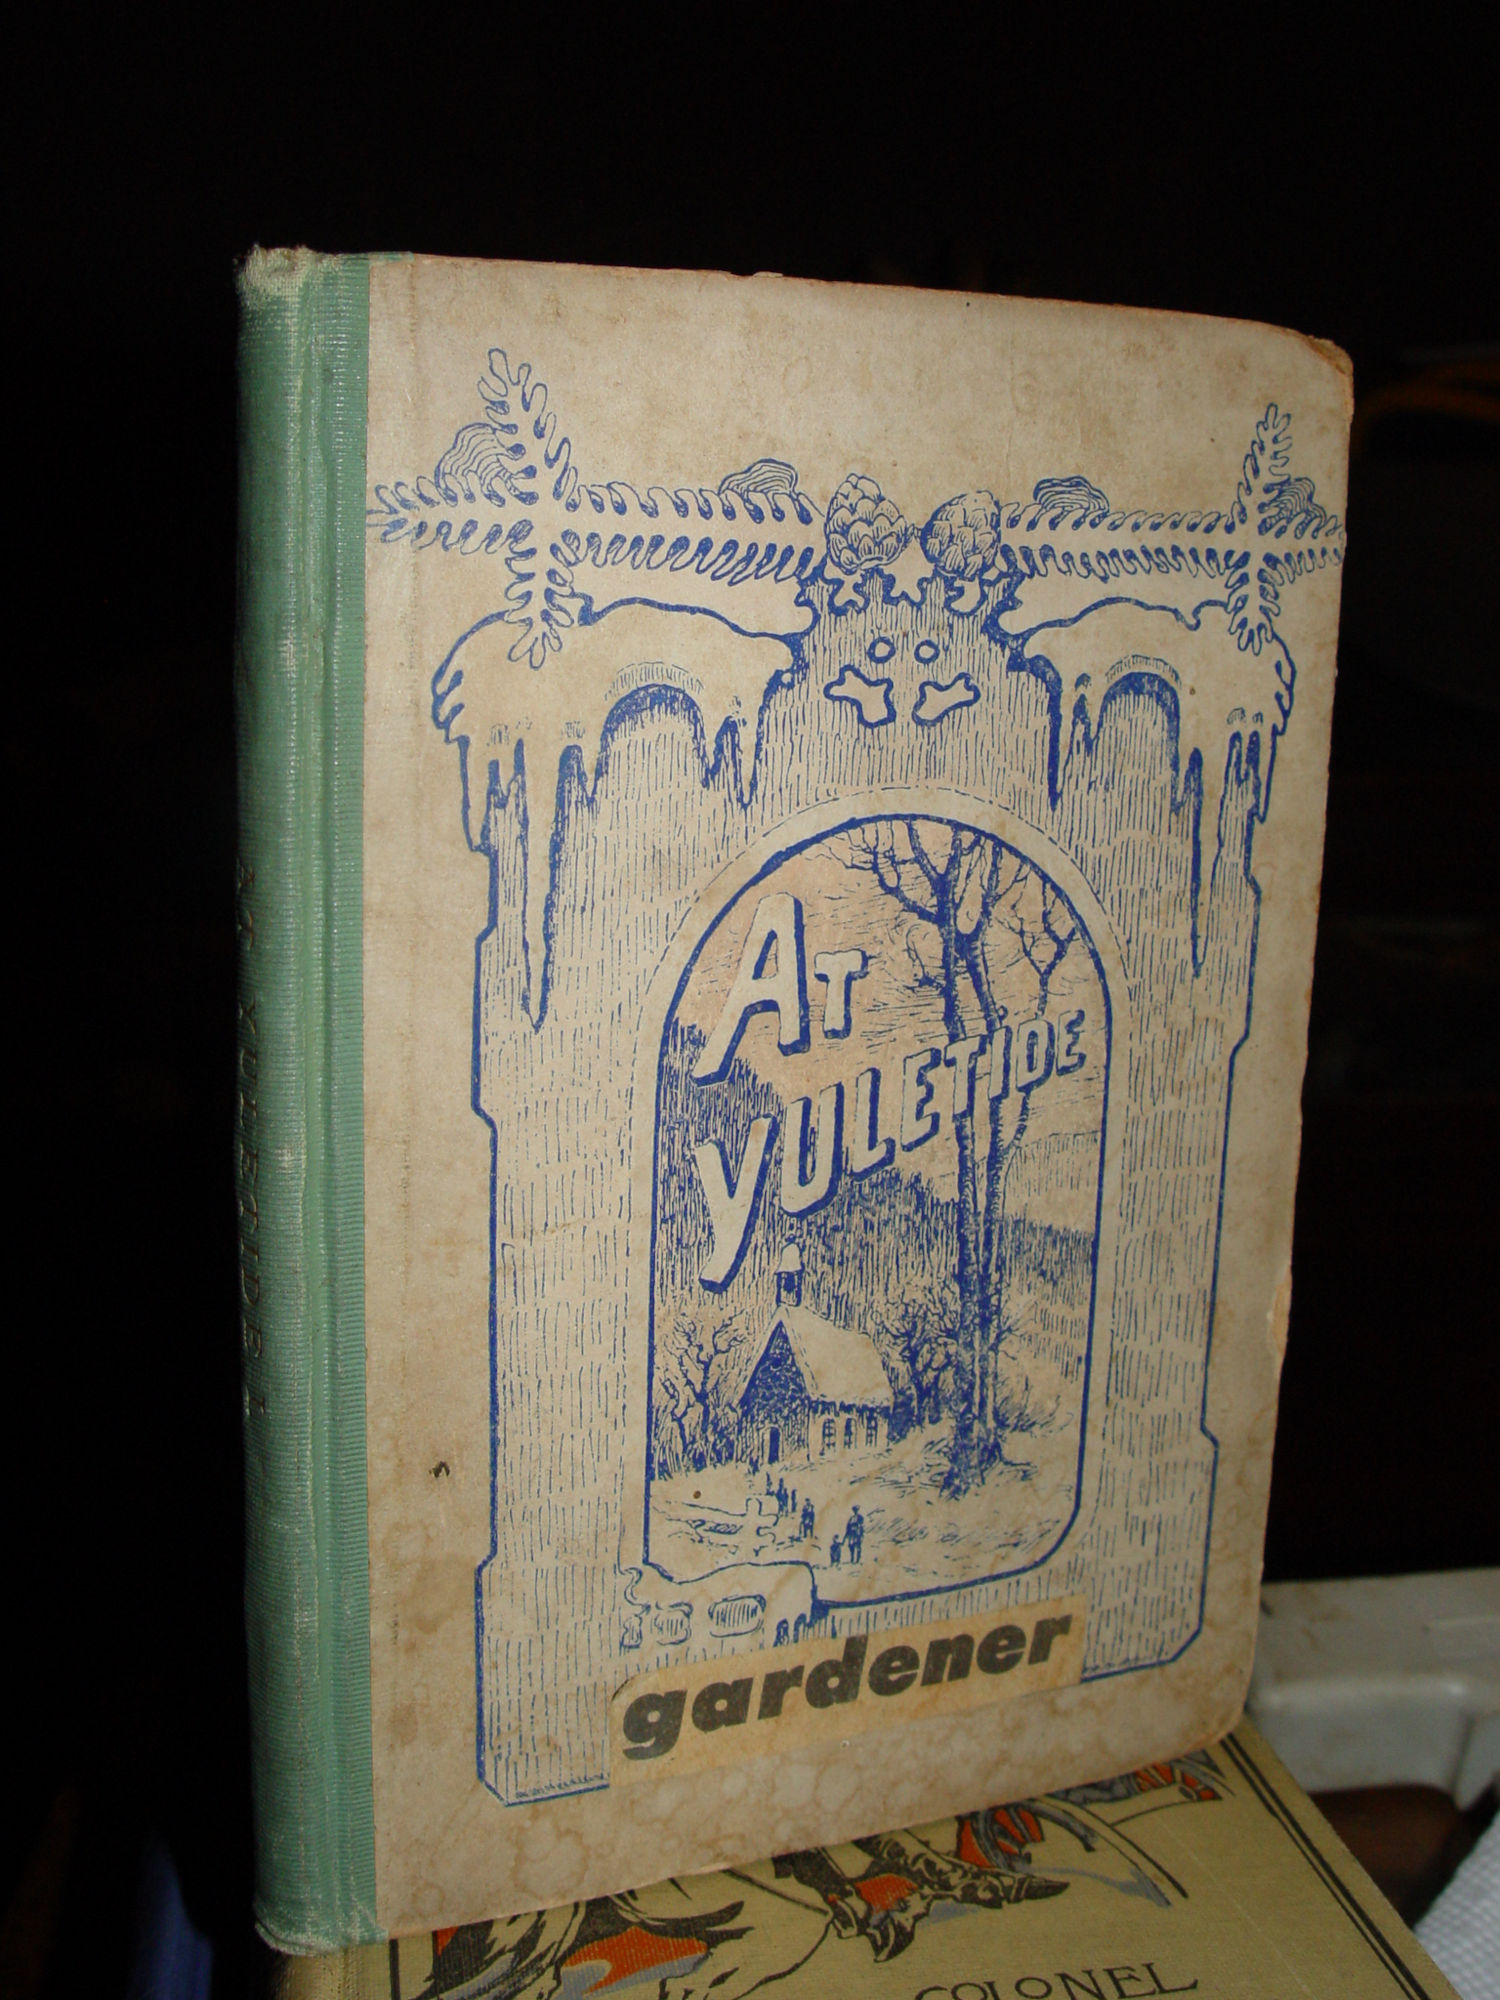 AT YULETIDE I
AT
YULETIDE
gardener
COLONEL